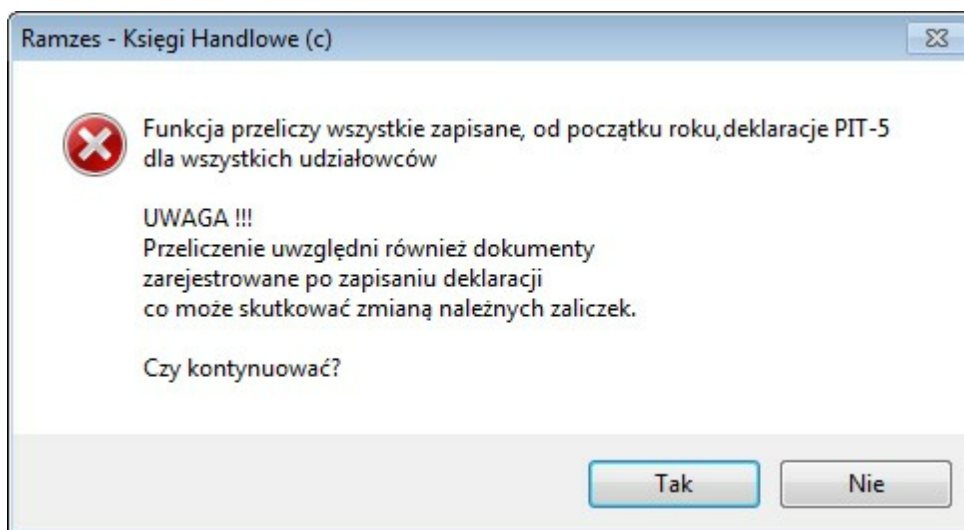 Ramzes - Księgi Handlowe (c)
Funkcja przeliczy wszystkie zapisane, od początku roku,deklaracje PIT-5
dla wszystkich udziałowców
UWAGA !!!
Przeliczenie uwzględni również dokumenty
zarejestrowane po zapisaniu deklaracji
co może skutkować zmianą należnych zaliczek.
Czy kontynuować?
Tak
Nie